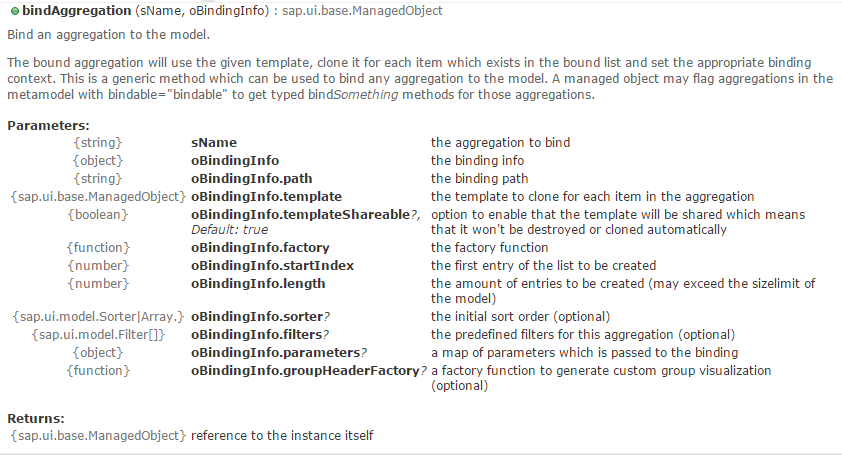 bindAggregation (sName, oBindingInfo) : sap.ui.base.ManagedObject
Bind an aggregation to the model.
The bound aggregation will use the given template, clone it for each item which exists in the bound list and set the appropriate binding
context. This is a generic method which can be used to bind any aggregation to the model. A managed object may flag aggregations in the
metamodel with bindable="bindable" to get typed bindSomething methods for those aggregations.
Parameters:
{string} sName the aggregation to bind
{object} oBindingInfo the binding info
{string} oBindingInfo.path the binding path
{sap.ui.base.ManagedObject} oBindingInfo.template the template to clone for each item in the aggregation
{boolean} oBindingInfo.templateShareable?, option to enable that the template will be shared which means
Default: true that it won't be destroyed or cloned automatically
{function} oBindingInfo.factory the factory function
{number} oBindingInfo.startIndex the first entry of the list to be created
{number} oBindingInfo.length the amount of entries to be created (may exceed the sizelimit of
the model)
{sap.ui.model.Sorter|Array.} oBindingInfo.sorter? the initial sort order (optional)
{sap.ui.model.Filter[]} oBindingInfo.filters? the predefined filters for this aggregation (optional)
{object} oBindingInfo.parameters? a map of parameters which is passed to the binding
{function} oBindingInfo.groupHeaderFactory? a factory function to generate custom group visualization
(optional)
Returns:
{sap.ui.base.ManagedObject} reference to the instance itself